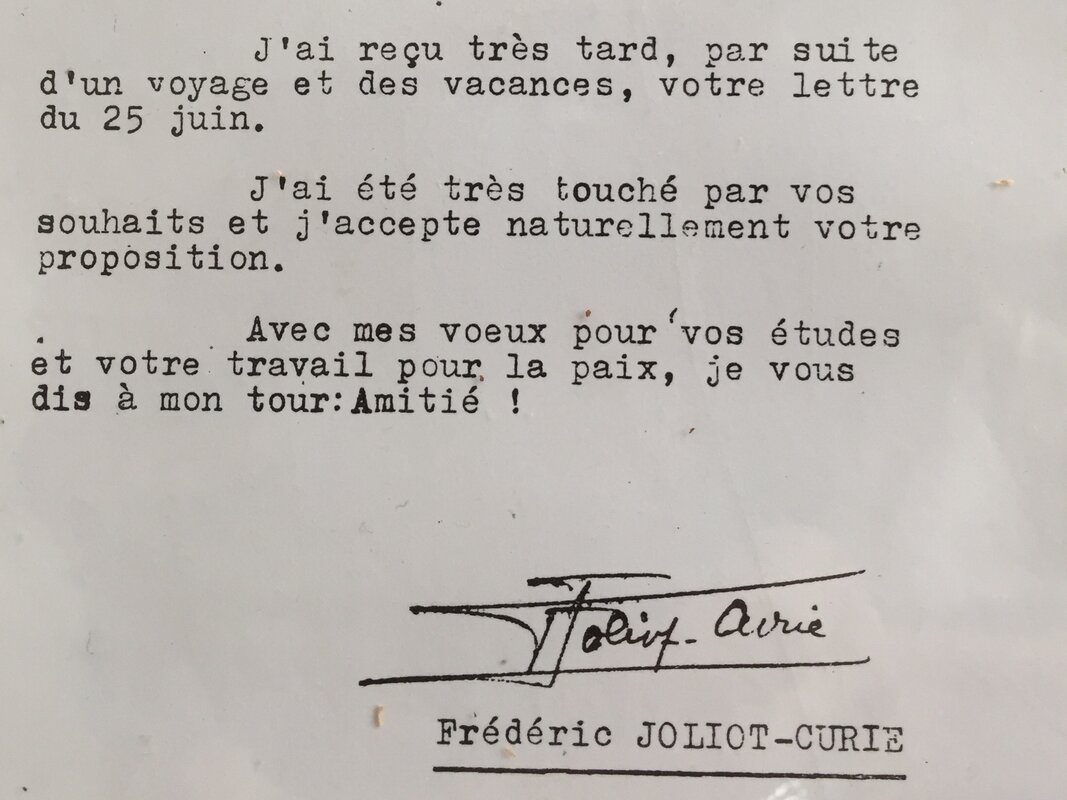 J'ai reçu très tard, par suite
d'un voyage et des vacances, votre lettre
du 25 juin.
J'ai été très touché par vos
souhaits et j'accepte naturellement votre
proposition.
Avec mes voeux pour vos études
et votre travail pour la paix, je vous
dis à mon tour:Amitié !
F Joliot-Curie
Frédéric JOLIOT-CURIE